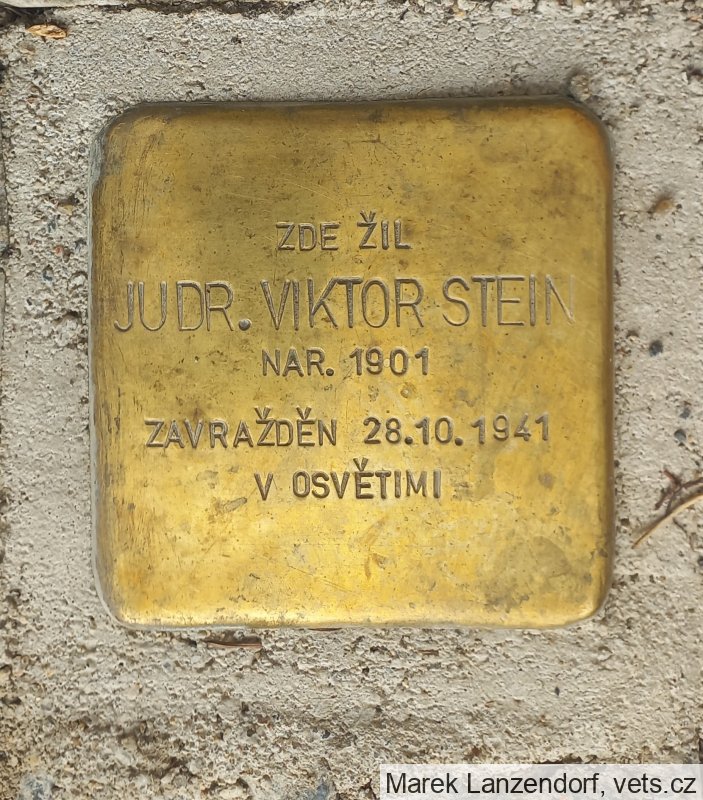 ZDE ŽIL
JUDR. VIKTOR STEIN
NAR. 1901
ZAVRAŽDĚN 28.10.1941
V OSVĚTIMI
Marek Lanzendorf, vets.cz